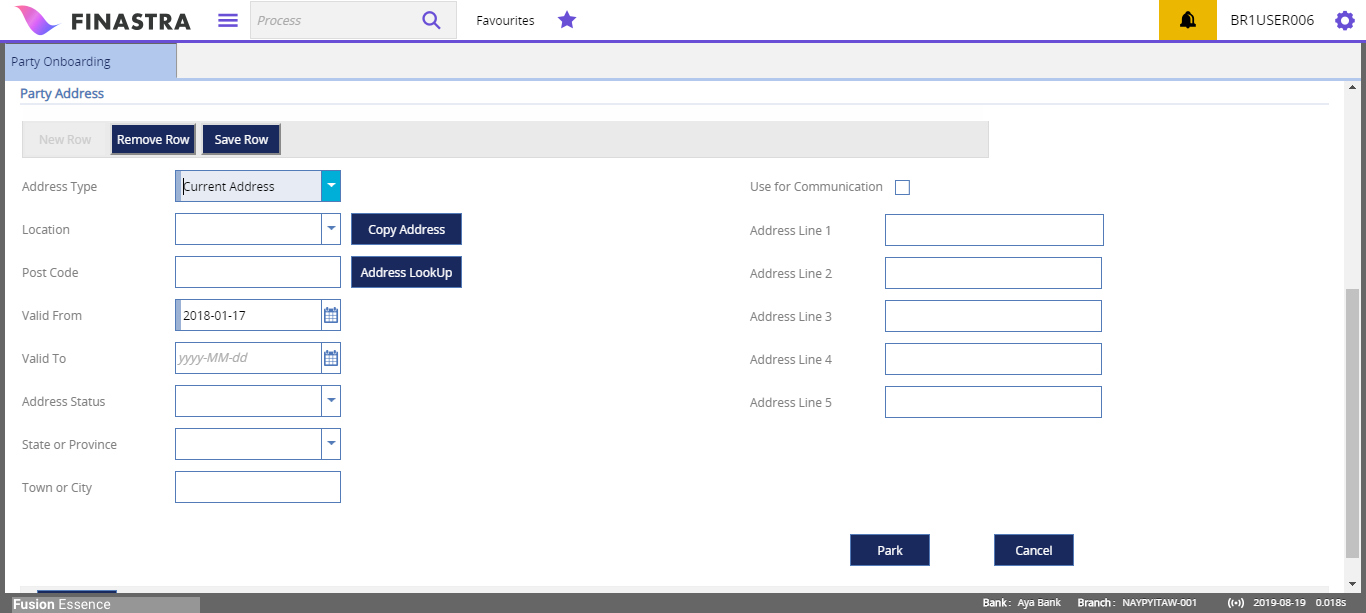 FINASTRA
Process
Favourites
BR1USER006
Party Onboarding
Party Address
New Row
Remove Row
Save Row
Address Type
Current Address
Use for Communication
Location
Copy Address
Address Line 1
Post Code
Address LookUp
Address Line 2
Valid From
2018-01-17
Address Line 3
Valid To
yyyy-MM-dd
Address Line 4
Address Status
Address Line 5
State or Province
Town or City
Park
Cancel
Fusion Essence
Bank : Aya Bank
Branch : NAYPYITAW-001
2019-08-19
0.018s